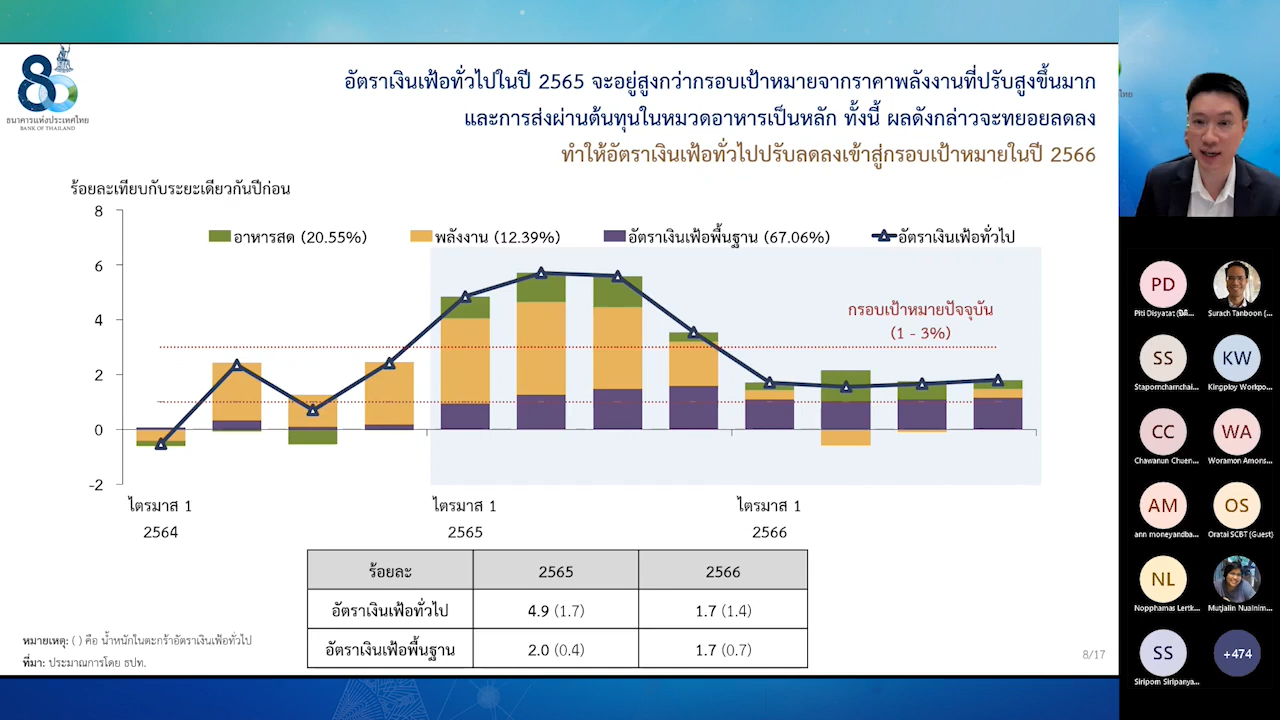 ธนาคารแห่งประเทศไทย
BANK OF THAILAND
อัตราเงินเฟ้อทั่วไปในปี 2565 จะอยู่สูงกว่ากรอบเป้าหมายจากราคาพลังงานที่ปรับสูงขึ้นมาก
และการส่งผ่านต้นทุนในหมวดอาหารเป็นหลัก ทั้งนี้ ผลดังกล่าวจะทยอยลดลง
ทำให้อัตราเงินเฟ้อทั่วไปปรับลดลงเข้าสู่กรอบเป้าหมายในปี 2566
ร้อยละเทียบกับระยะเดียวกันปีก่อน
อาหารสด (20.55%) พลังงาน (12.39%) อัตราเงินเฟ้อพื้นฐาน (67.06%) อัตราเงินเฟ้อทั่วไป
8
6
4
2
0
-2
กรอบเป้าหมายปัจจุบัน
(1 - 3%)
ไตรมาส 1 ไตรมาส 1 ไตรมาส 1
2564 2565 2566
ร้อยละ 2565 2566
อัตราเงินเฟ้อทั่วไป 4.9 (1.7) 1.7 (1.4)
อัตราเงินเฟ้อพื้นฐาน 2.0 (0.4) 1.7 (0.7)
หมายเหตุ: ( ) คือ น้ำหนักในตะกร้าอัตราเงินเฟ้อทั่วไป
ที่มา: ประมาณการโดย ธปท.
8/17
PD
Piti Disyatat
Surach Tanboon (...
SS KW
Stapornchamchai... Kingploy Workpo...
CC WA
Chawanun Chuen... Woramon Amons...
AM OS
ann moneyandba... Oratai SCBT (Guest)
NL
Nopphamas Lertk... Mutjalin Nualnim...
SS +474
Siriporn Siripanya...